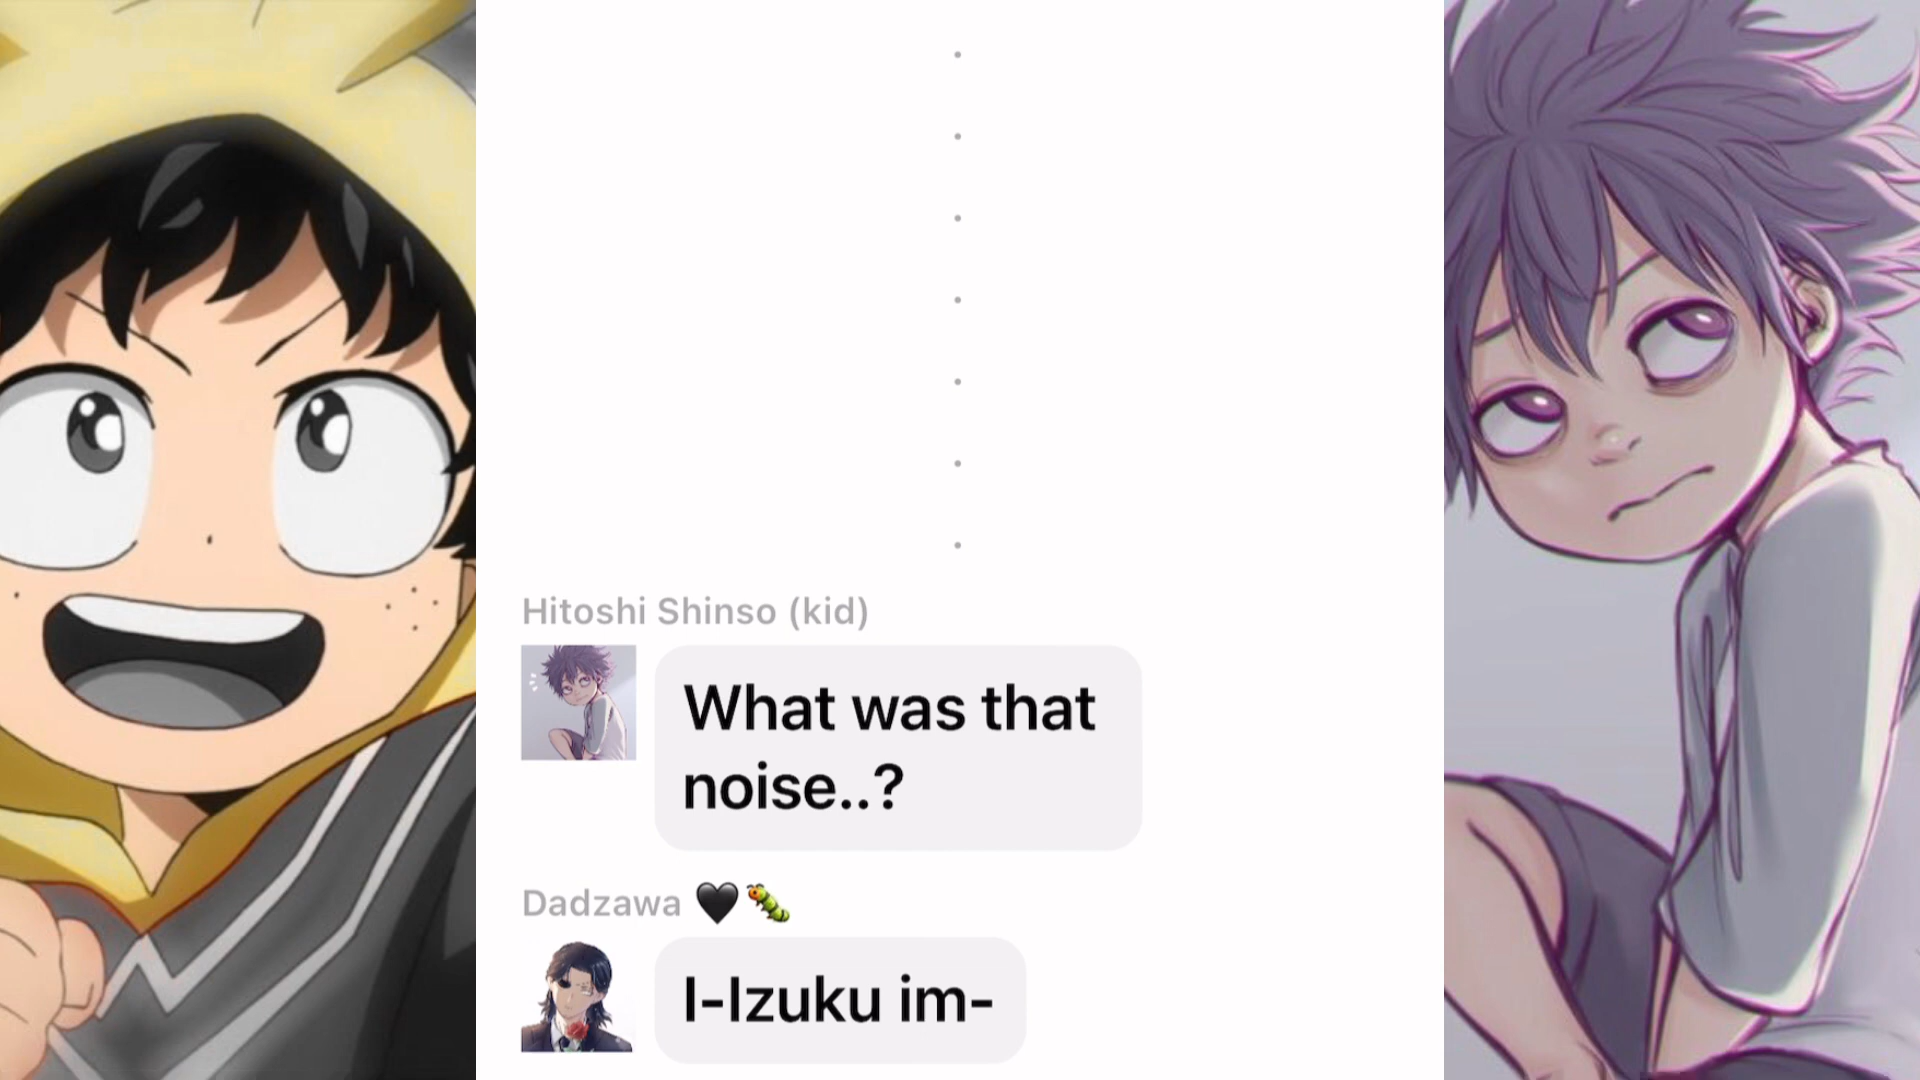 .
.
.
.
.
.
.
Hitoshi Shinso (kid)
What was that
noise..?
Dadzawa 🖤🐛
I-Izuku im-